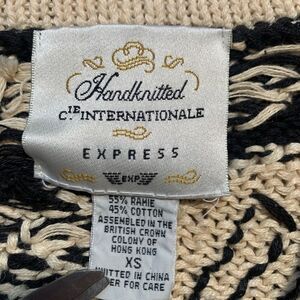 Handknitted
CIE INTERNATIONALE
EXPRESS
EXP
55% RAMIE
45% COTTON
ASSEMBLED IN THE
BRITISH CROWN
COLONY OF
HONG KONG
XS
KNITTED IN CHINA
FOR CARE